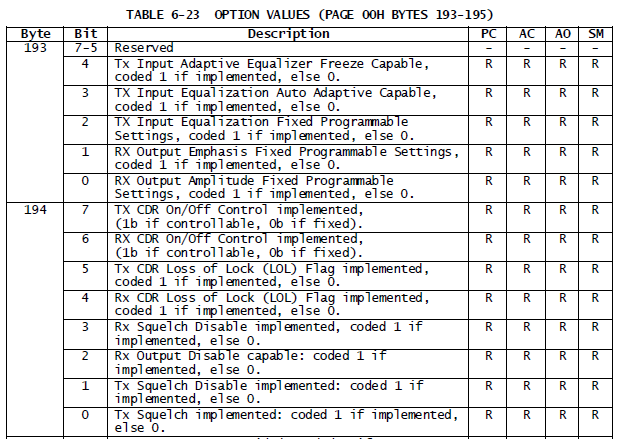 TABLE 6-23 OPTION VALUES (PAGE 00H BYTES 193-195)
Byte Bit Description PC AC AO SM
193 7-5 Reserved - - - -
4 Tx Input Adaptive Equalizer Freeze Capable, R R R R
coded 1 if implemented, else 0.
3 TX Input Equalization Auto Adaptive Capable, R R R R
coded 1 if implemented, else 0.
2 TX Input Equalization Fixed Programmable R R R R
Settings, coded 1 if implemented, else 0.
1 RX Output Emphasis Fixed Programmable Settings, R R R R
coded 1 if implemented, else 0.
0 RX Output Amplitude Fixed Programmable R R R R
Settings, coded 1 if implemented, else 0.
194 7 TX CDR On/Off Control implemented, R R R R
(1b if controllable, 0b if fixed).
6 RX CDR On/Off Control implemented, R R R R
(1b if controllable, 0b if fixed).
5 Tx CDR Loss of Lock (LOL) Flag implemented, R R R R
coded 1 if implemented, else 0.
4 Rx CDR Loss of Lock (LOL) Flag implemented, R R R R
coded 1 if implemented, else 0.
3 Rx Squelch Disable implemented, coded 1 if R R R R
implemented, else 0.
2 Rx Output Disable capable: coded 1 if R R R R
implemented, else 0.
1 Tx Squelch Disable implemented: coded 1 if R R R R
implemented, else 0.
0 Tx Squelch implemented: coded 1 if implemented, R R R R
else 0.